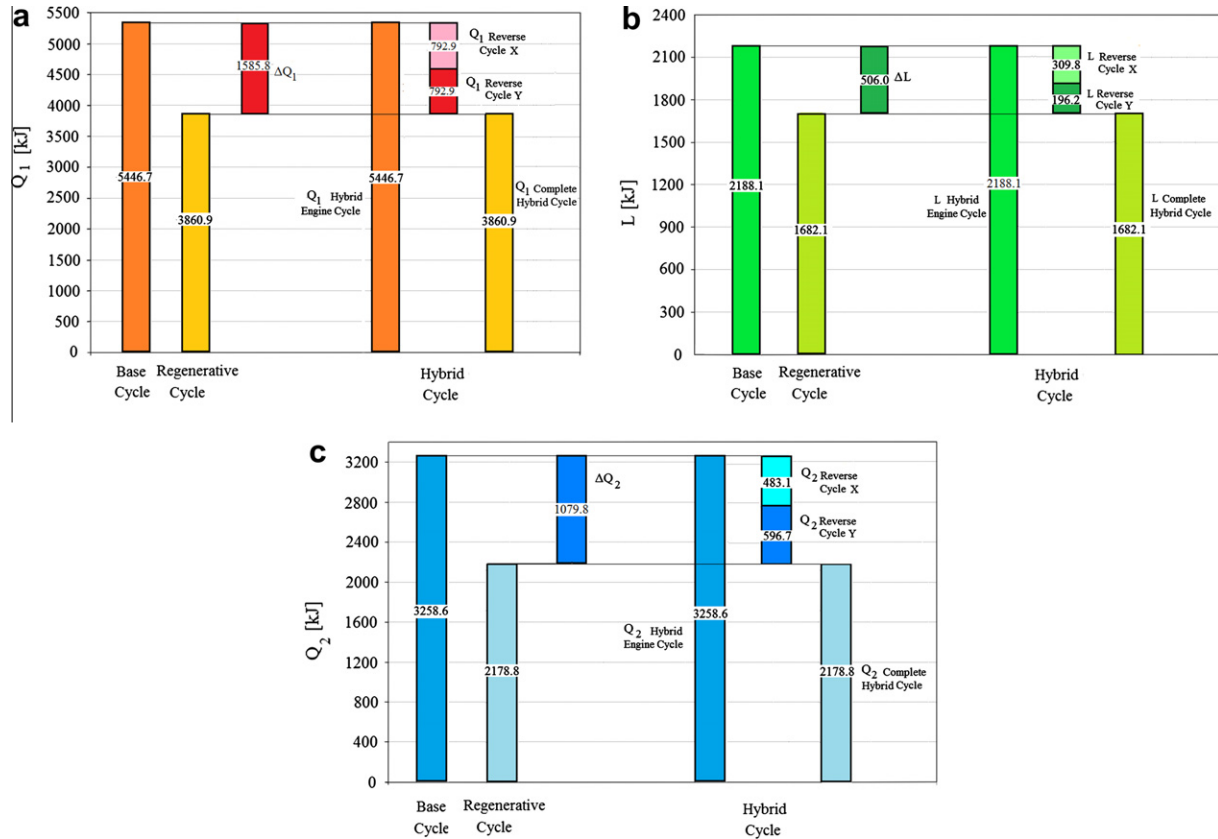 a
5500
5000
4500
4000
3500
3000
2500
2000
1500
1000
500
0
Q1 [kJ]
5446.7
3860.9
1585.8
ΔQ1
Q1 Hybrid
Engine Cycle
5446.7
792.9
792.9
Q1 Reverse
Cycle X
Q1 Reverse
Cycle Y
Q1 Complete
Hybrid Cycle
3860.9
Base
Cycle
Regenerative
Cycle
Hybrid
Cycle
b
2400
2100
1800
1500
1200
900
600
300
0
L [kJ]
2188.1
1682.1
506.0
ΔL
L Hybrid
Engine Cycle
2188.1
309.8
196.2
L Reverse
Cycle X
L Reverse
Cycle Y
L Complete
Hybrid Cycle
1682.1
Base
Cycle
Regenerative
Cycle
Hybrid
Cycle
c
3200
2800
2400
2000
1600
1200
800
400
0
Q2 [kJ]
3258.6
2178.8
1079.8
ΔQ2
Q2 Hybrid
Engine Cycle
3258.6
483.1
596.7
Q2 Reverse
Cycle X
Q2 Reverse
Cycle Y
2178.8
Q2 Complete
Hybrid Cycle
Base
Cycle
Regenerative
Cycle
Hybrid
Cycle